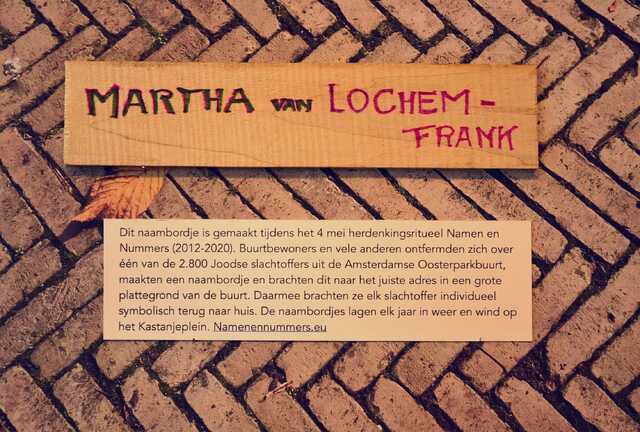 MARTHA VAN LOCHEM-
FRANK
Dit naambordje is gemaakt tijdens het 4 mei herdenkingsritueel Namen en
Nummers (2012-2020). Buurtbewoners en vele anderen ontfermden zich over
één van de 2.800 Joodse slachtoffers uit de Amsterdamse Oosterparkbuurt,
maakten een naambordje en brachten dit naar het juiste adres in een grote
plattegrond van de buurt. Daarmee brachten ze elk slachtoffer individueel
symbolisch terug naar huis. De naambordjes lagen elk jaar in weer en wind op
het Kastanjeplein. Namenennummers.eu